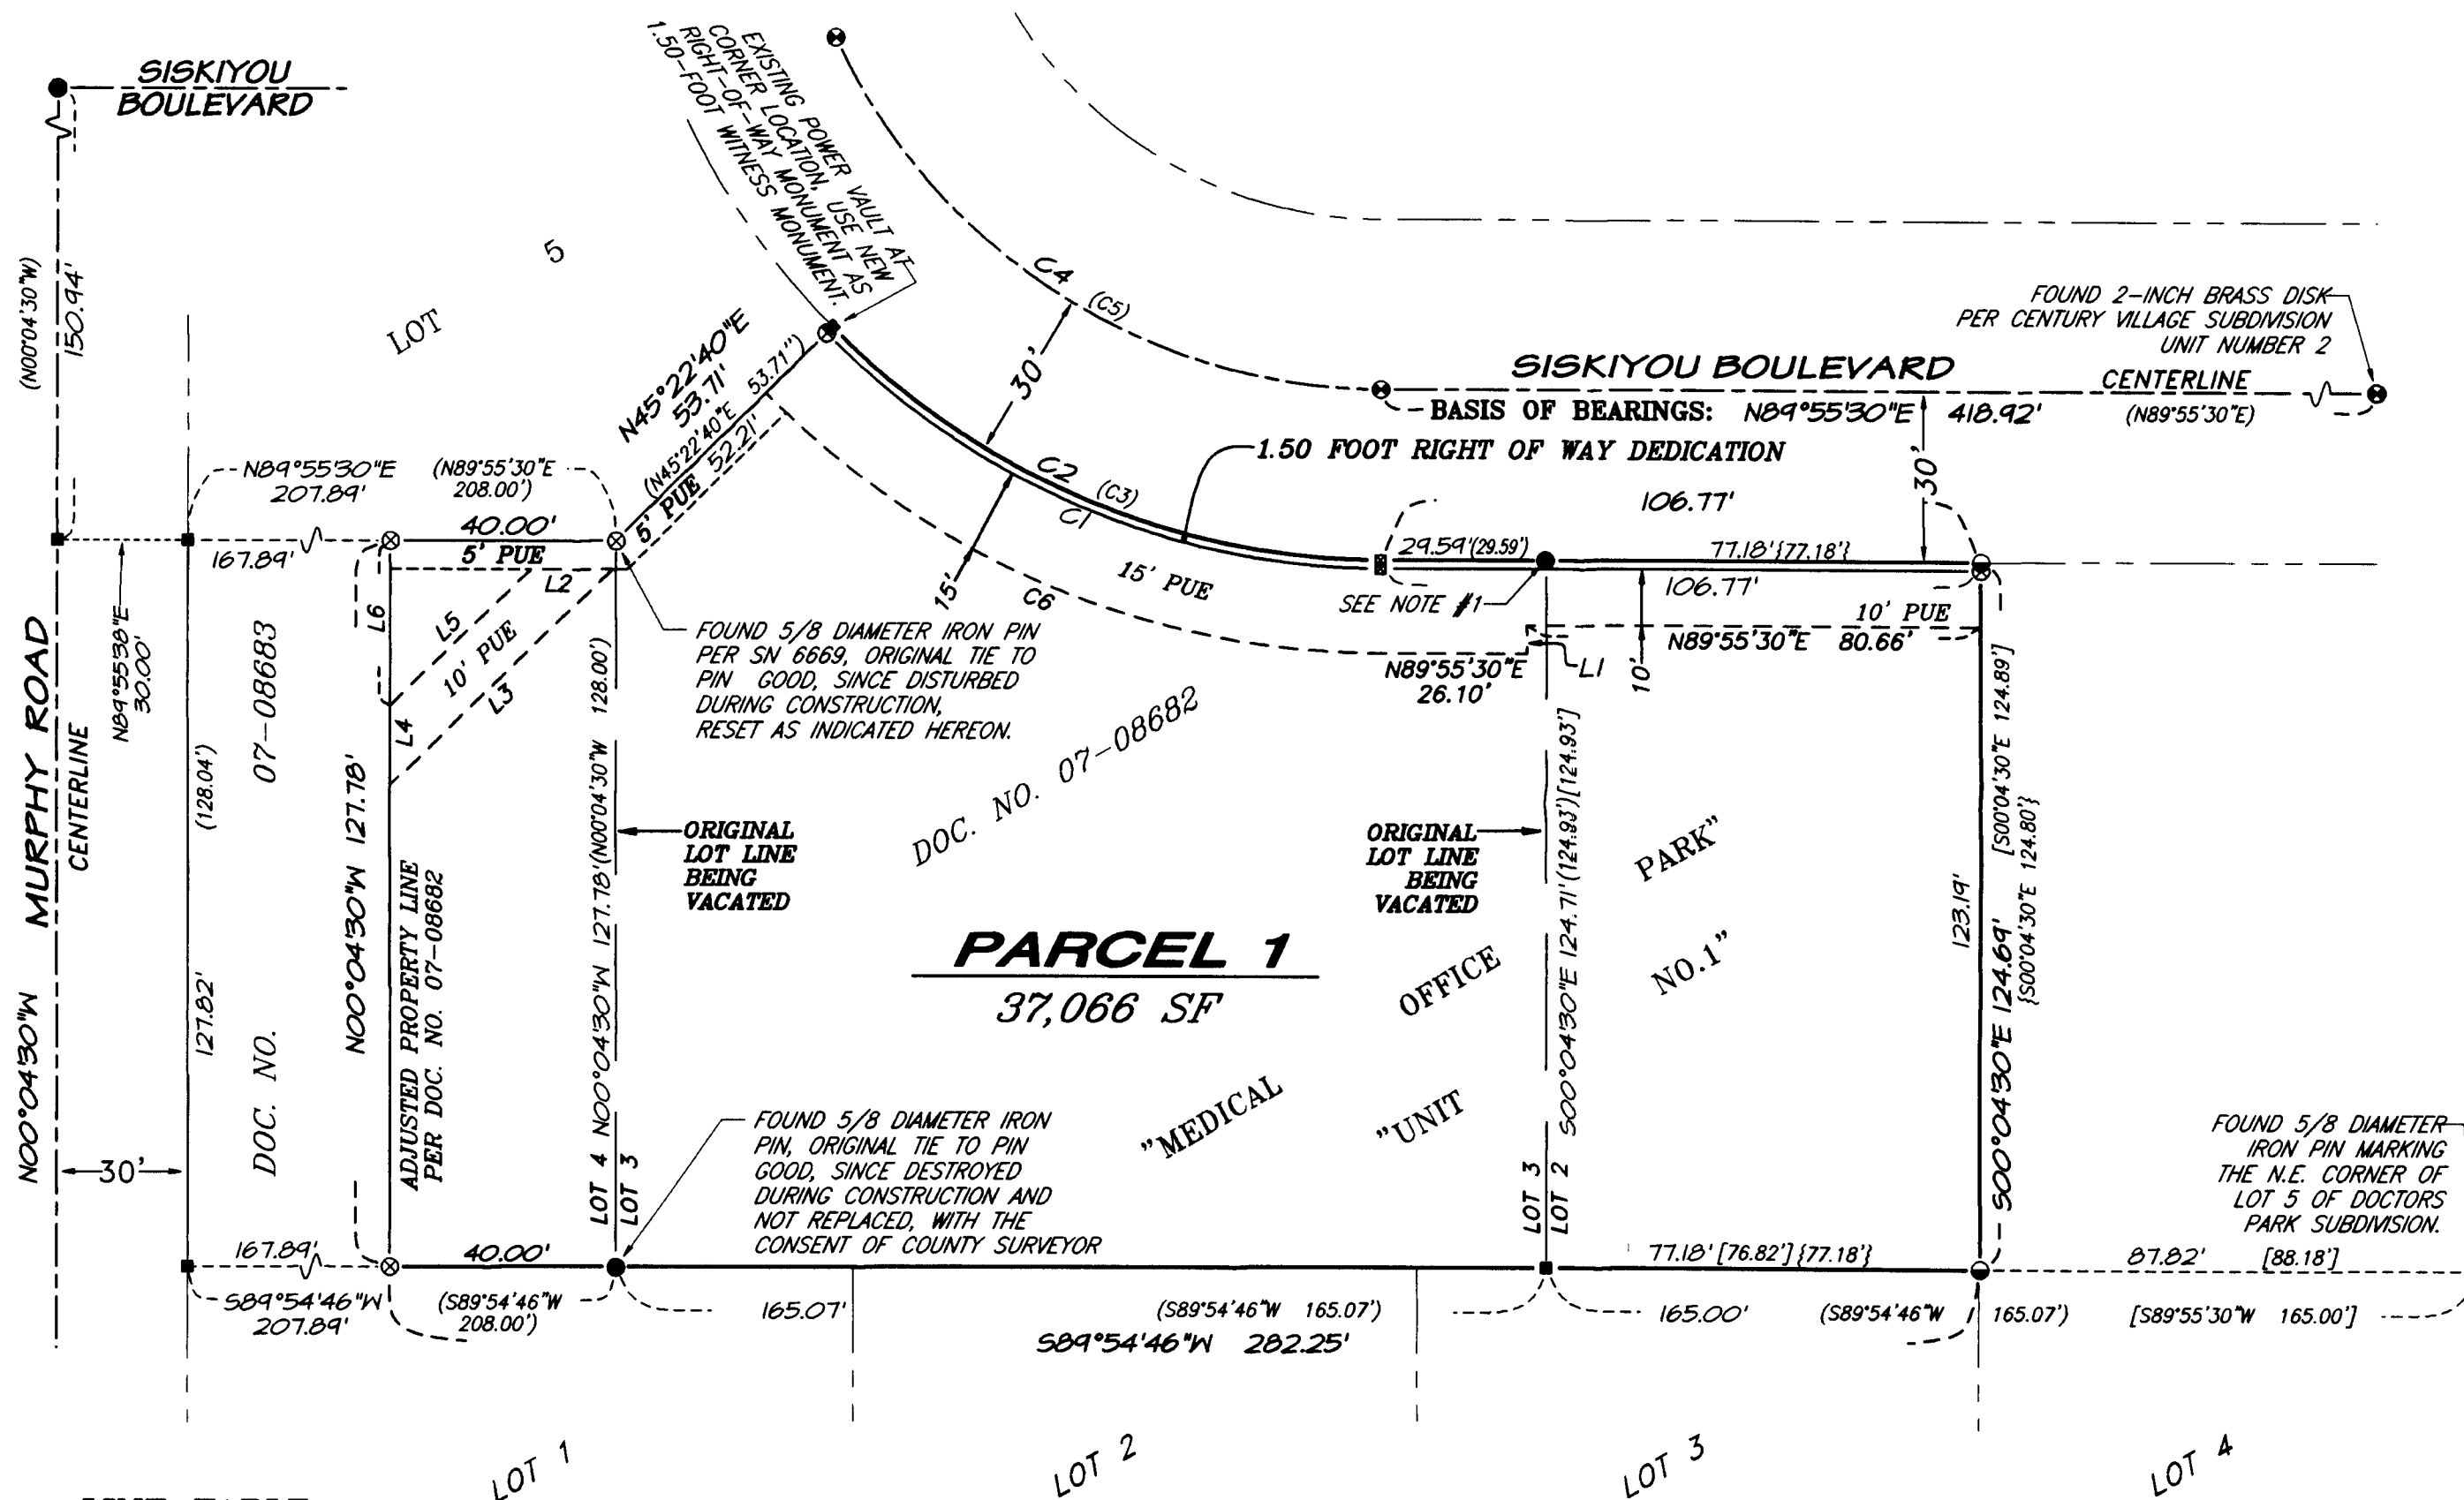 SISKIYOU
BOULEVARD
EXISTING POWER VAULT AT
CORNER LOCATION, USE NEW
RIGHT-OF-WAY MONUMENT AS
1.50-FOOT WITNESS MONUMENT.
(N00°04'30"W)
150.94'
LOT 5
C4
(C5)
30'
FOUND 2-INCH BRASS DISK
PER CENTURY VILLAGE SUBDIVISION
UNIT NUMBER 2
SISKIYOU BOULEVARD
CENTERLINE
BASIS OF BEARINGS: N89°55'30"E 418.92'
(N89°55'30"E)
1.50 FOOT RIGHT OF WAY DEDICATION
30'
N45°22'40"E
53.71'
(N45°22'40"E 53.71")
52.21'
5' PUE
N89°55'30"E
207.89'
(N89°55'30"E
208.00')
40.00'
5' PUE
167.89'
C2
(C3)
C1
15'
C6
15' PUE
106.77'
29.59'(29.59')
77.18'{77.18'}
106.77'
SEE NOTE #1
10' PUE
N89°55'30"E 80.66'
N89°55'30"E
26.10'
L1
10'
L2
L6
L5
10' PUE
L3
L4
N89°55'38"E
30.00'
FOUND 5/8 DIAMETER IRON PIN
PER SN 6669, ORIGINAL TIE TO
PIN GOOD, SINCE DISTURBED
DURING CONSTRUCTION,
RESET AS INDICATED HEREON.
N00°04'30"W MURPHY ROAD
CENTERLINE
(128.04')
127.82'
DOC. NO. 07-08683
N00°04'30"W 127.78'
ADJUSTED PROPERTY LINE
PER DOC. NO. 07-08682
N00°04'30"W 127.78'(N00°04'30"W 128.00')
ORIGINAL
LOT LINE
BEING
VACATED
DOC. NO. 07-08682
ORIGINAL
LOT LINE
BEING
VACATED
S00°04'30"E 124.71'(124.93')[124.93']
123.19'
S00°04'30"E 124.69'
[S00°04'30"E 124.89']
{S00°04'30"E 124.80'}
PARCEL 1
37,066 SF
"MEDICAL OFFICE PARK"
"UNIT NO.1"
30'
LOT 4
LOT 3
FOUND 5/8 DIAMETER IRON
PIN, ORIGINAL TIE TO PIN
GOOD, SINCE DESTROYED
DURING CONSTRUCTION AND
NOT REPLACED, WITH THE
CONSENT OF COUNTY SURVEYOR
LOT 3
LOT 2
FOUND 5/8 DIAMETER
IRON PIN MARKING
THE N.E. CORNER OF
LOT 5 OF DOCTORS
PARK SUBDIVISION.
167.89'
40.00'
77.18' [76.82'] {77.18'}
87.82' [88.18']
S89°54'46"W
207.89'
(S89°54'46"W
208.00')
165.07'
(S89°54'46"W 165.07')
165.00'
(S89°54'46"W 165.07')
[S89°55'30"W 165.00']
S89°54'46"W 282.25'
LOT 1
LOT 2
LOT 3
LOT 4